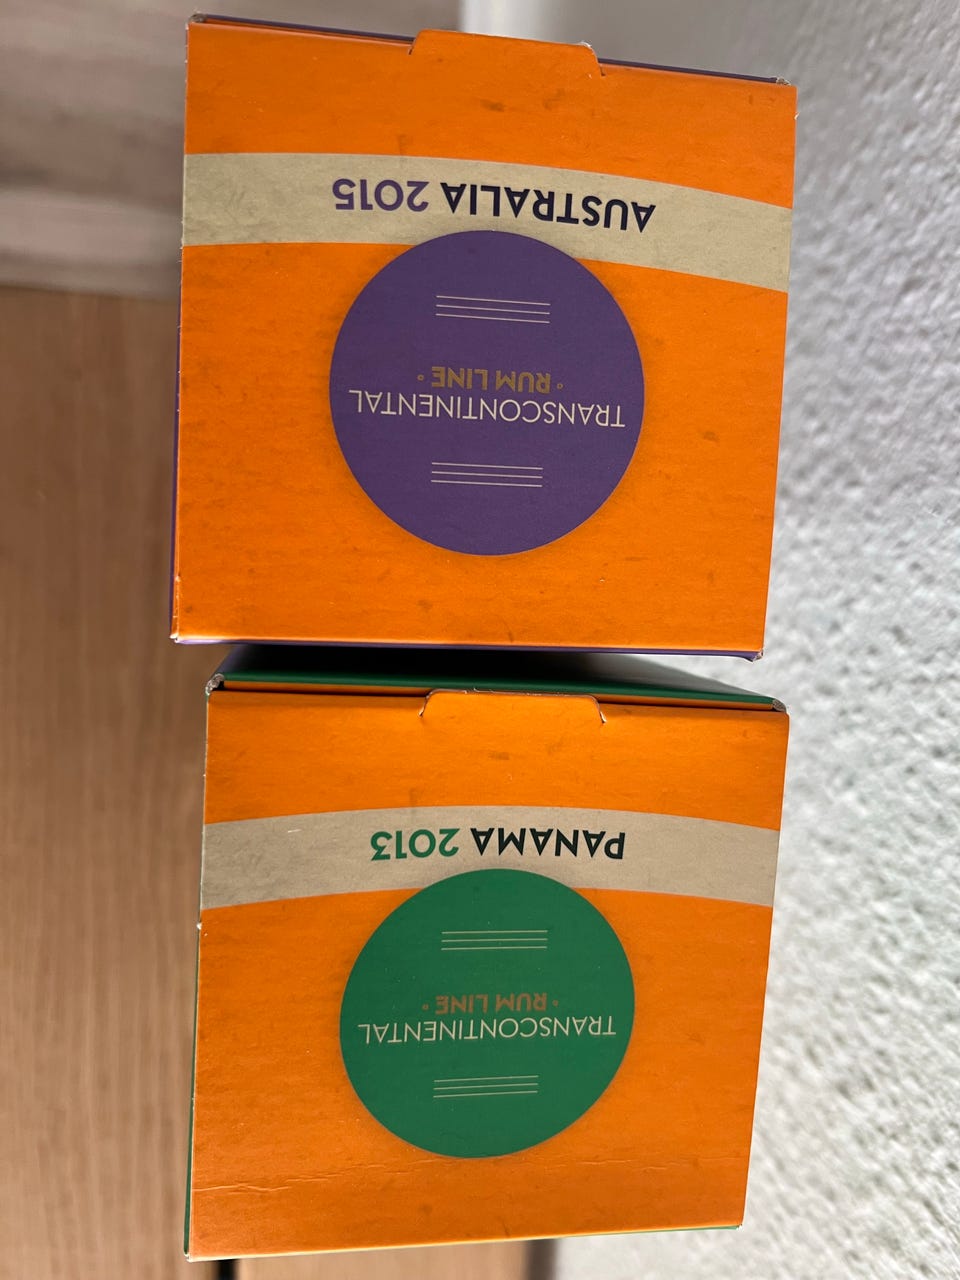 TRANSCONTINENTAL
◦ RUM LINE ◦
AUSTRALIA 2015
TRANSCONTINENTAL
◦ RUM LINE ◦
PANAMA 2013